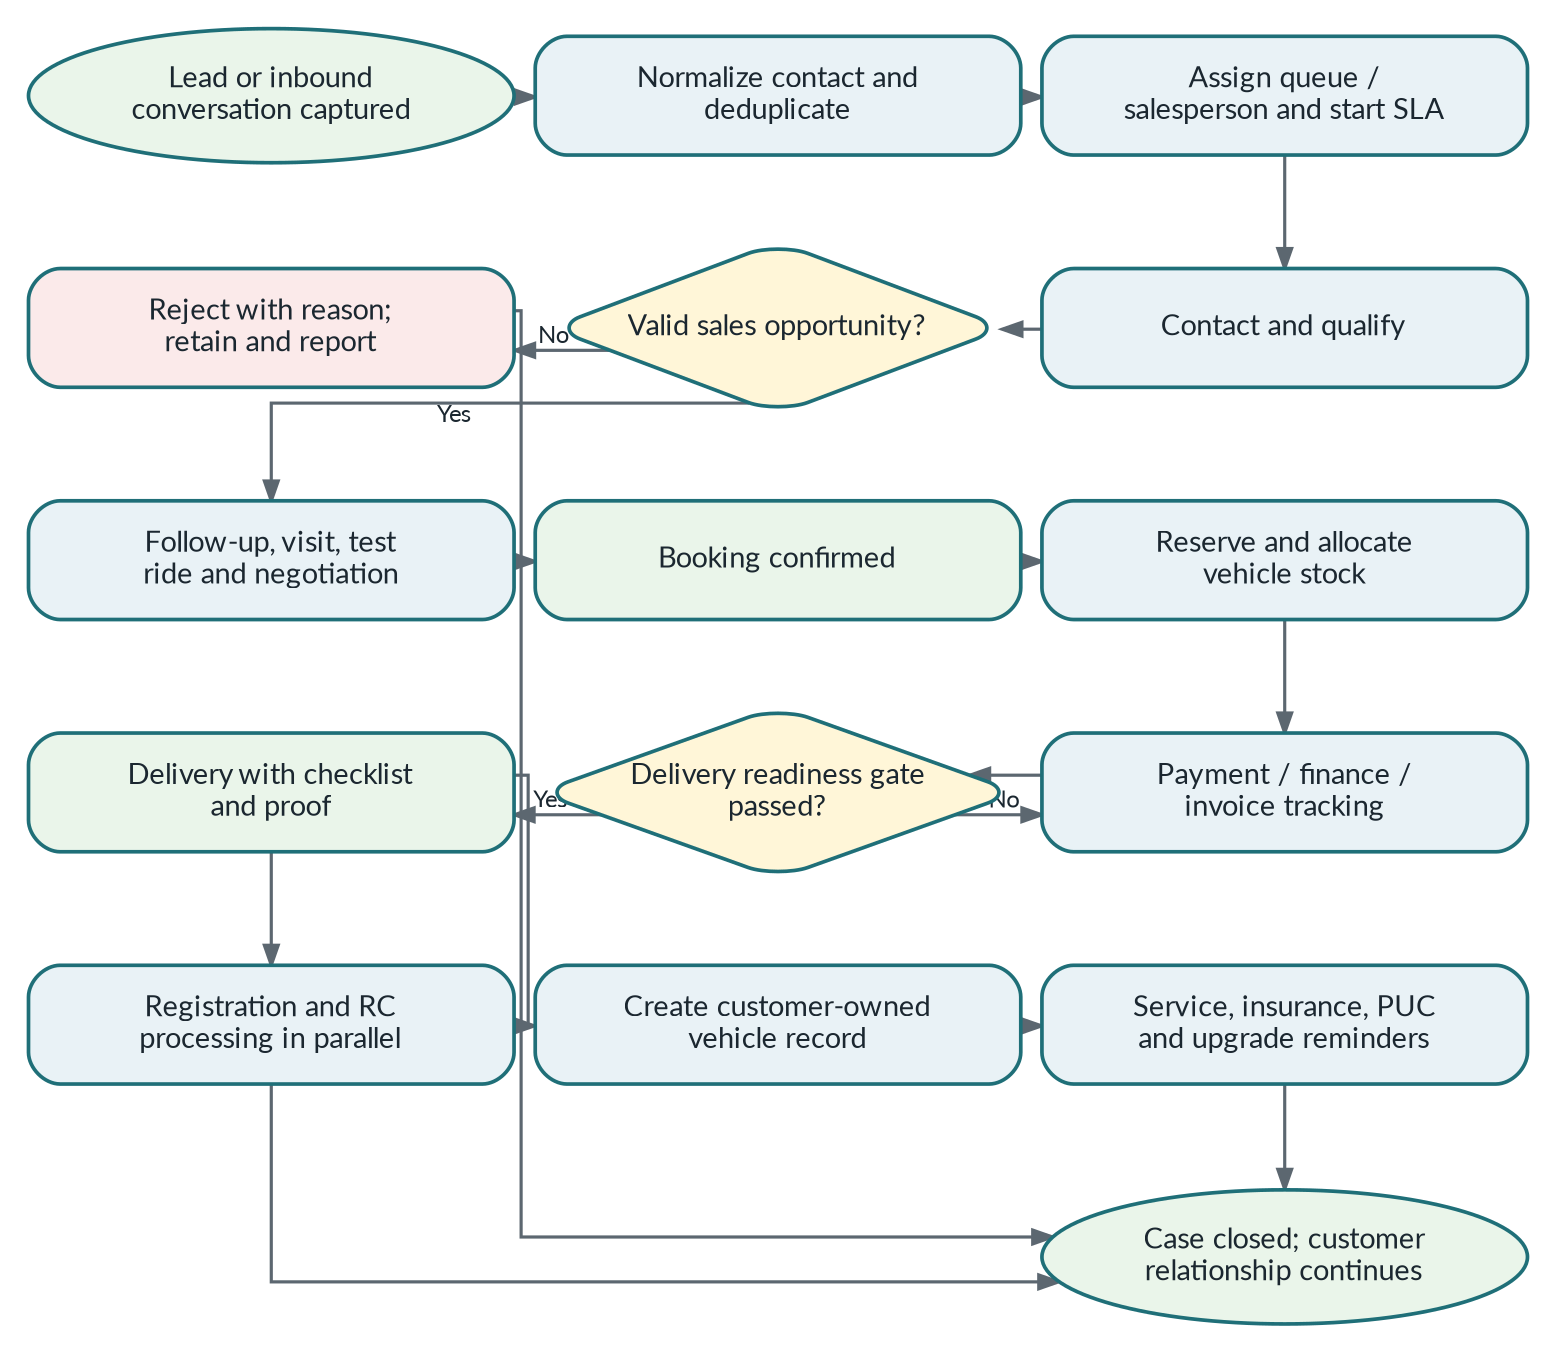 Lead or inbound
conversation captured
Normalize contact and
deduplicate
Assign queue /
salesperson and start SLA
Reject with reason;
retain and report
No
Valid sales opportunity?
Contact and qualify
Yes
Follow-up, visit, test
ride and negotiation
Booking confirmed
Reserve and allocate
vehicle stock
Delivery with checklist
and proof
Yes
Delivery readiness gate
passed?
No
Payment / finance /
invoice tracking
Registration and RC
processing in parallel
Create customer-owned
vehicle record
Service, insurance, PUC
and upgrade reminders
Case closed; customer
relationship continues